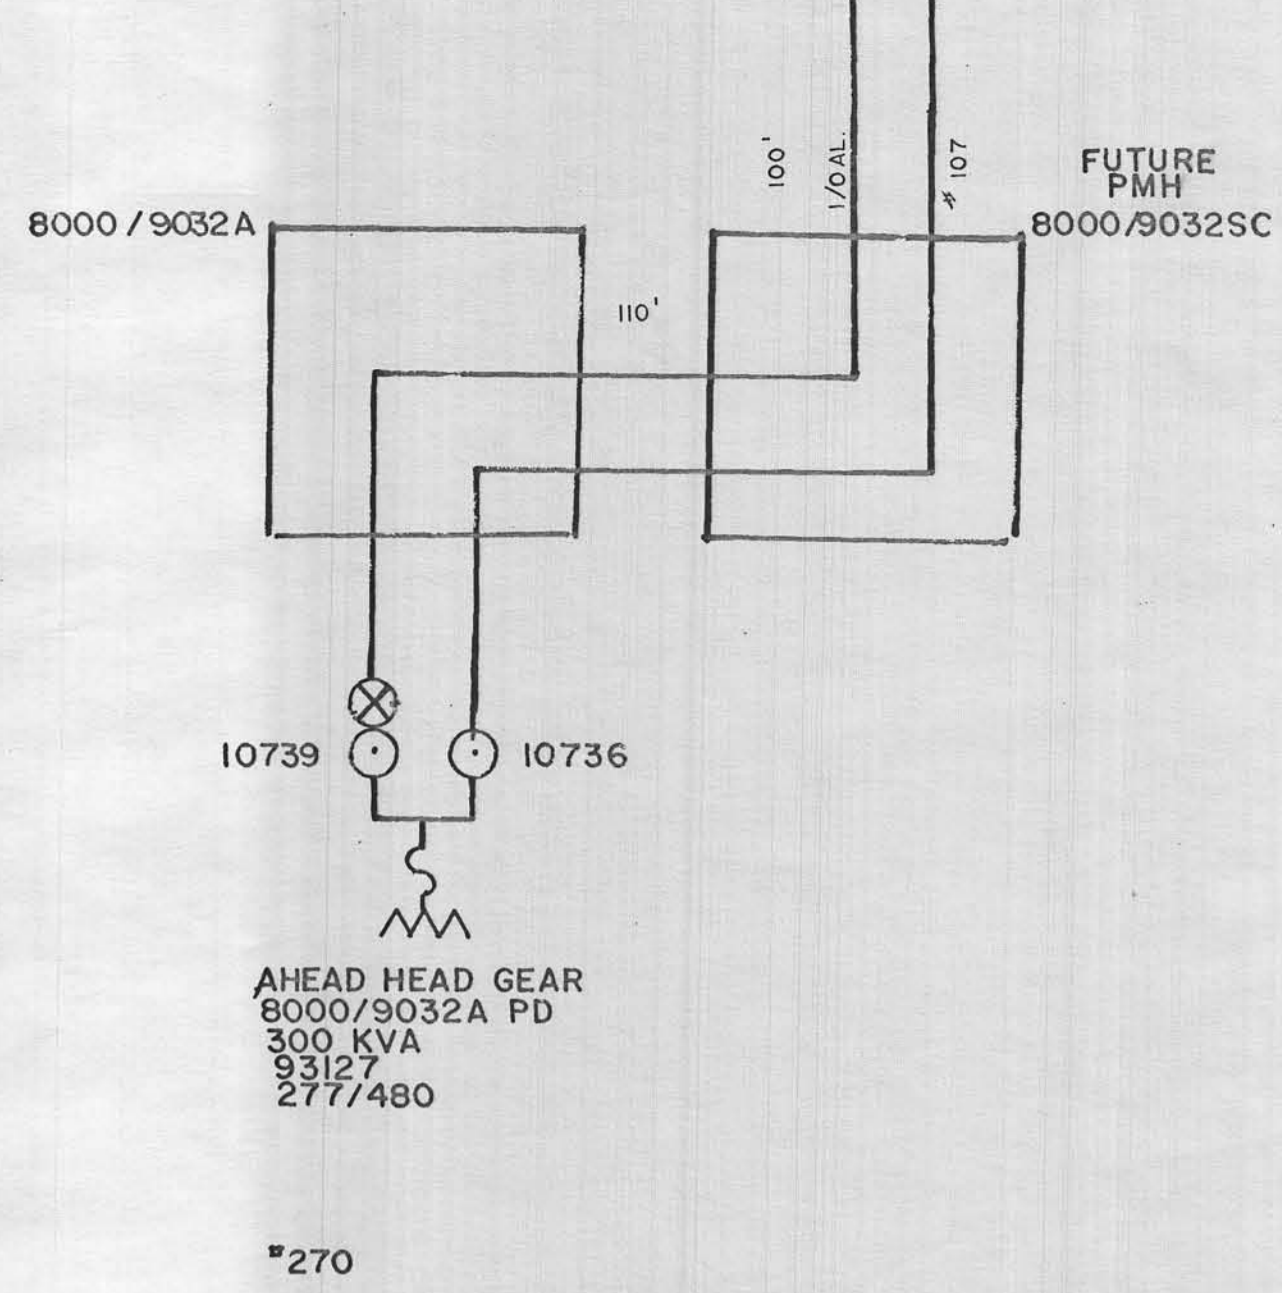 100'
1/0 AL.
# 107
FUTURE
PMH
8000/9032SC
8000/9032A
110'
10739
10736
AHEAD HEAD GEAR
8000/9032A PD
300 KVA
93127
277/480
#270